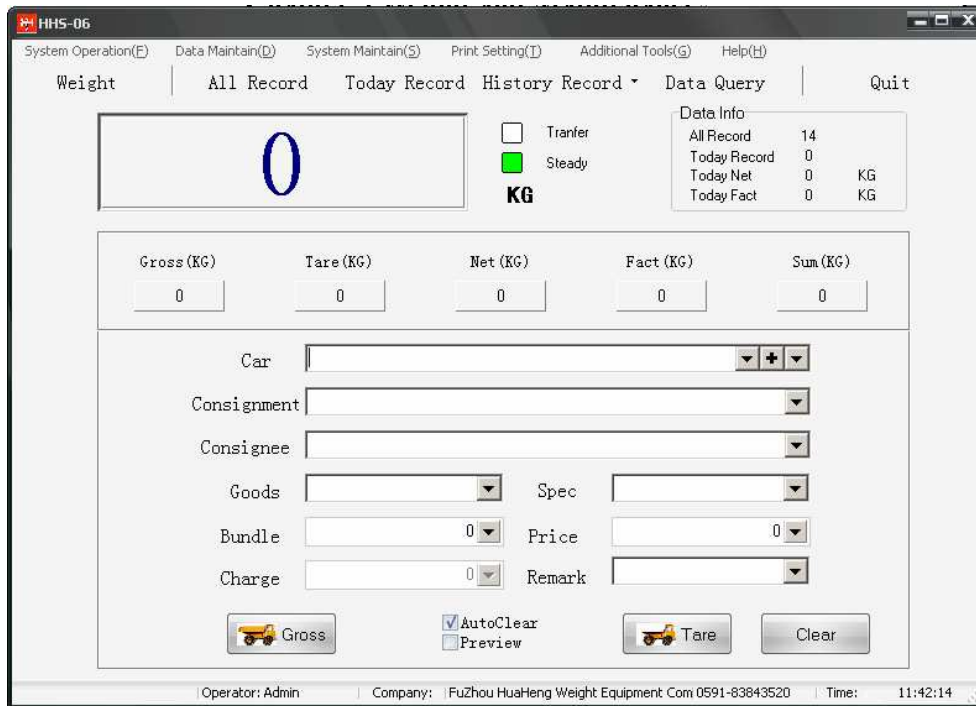 HHS-06
System Operation(F) Data Maintain(D) System Maintain(S) Print Setting(T) Additional Tools(G) Help(H)
Weight All Record Today Record History Record Data Query Quit
0
Tranfer
Steady
KG
Data Info
All Record 14
Today Record 0
Today Net 0 KG
Today Fact 0 KG
Gross(KG) Tare(KG) Net(KG) Fact(KG) Sum(KG)
0 0 0 0 0
Car
Consignment
Consignee
Goods Spec
Bundle 0 Price 0
Charge 0 Remark
Gross AutoClear Tare Clear
Preview
Operator: Admin Company: FuZhou HuaHeng Weight Equipment Com 0591-83843520 Time: 11:42:14